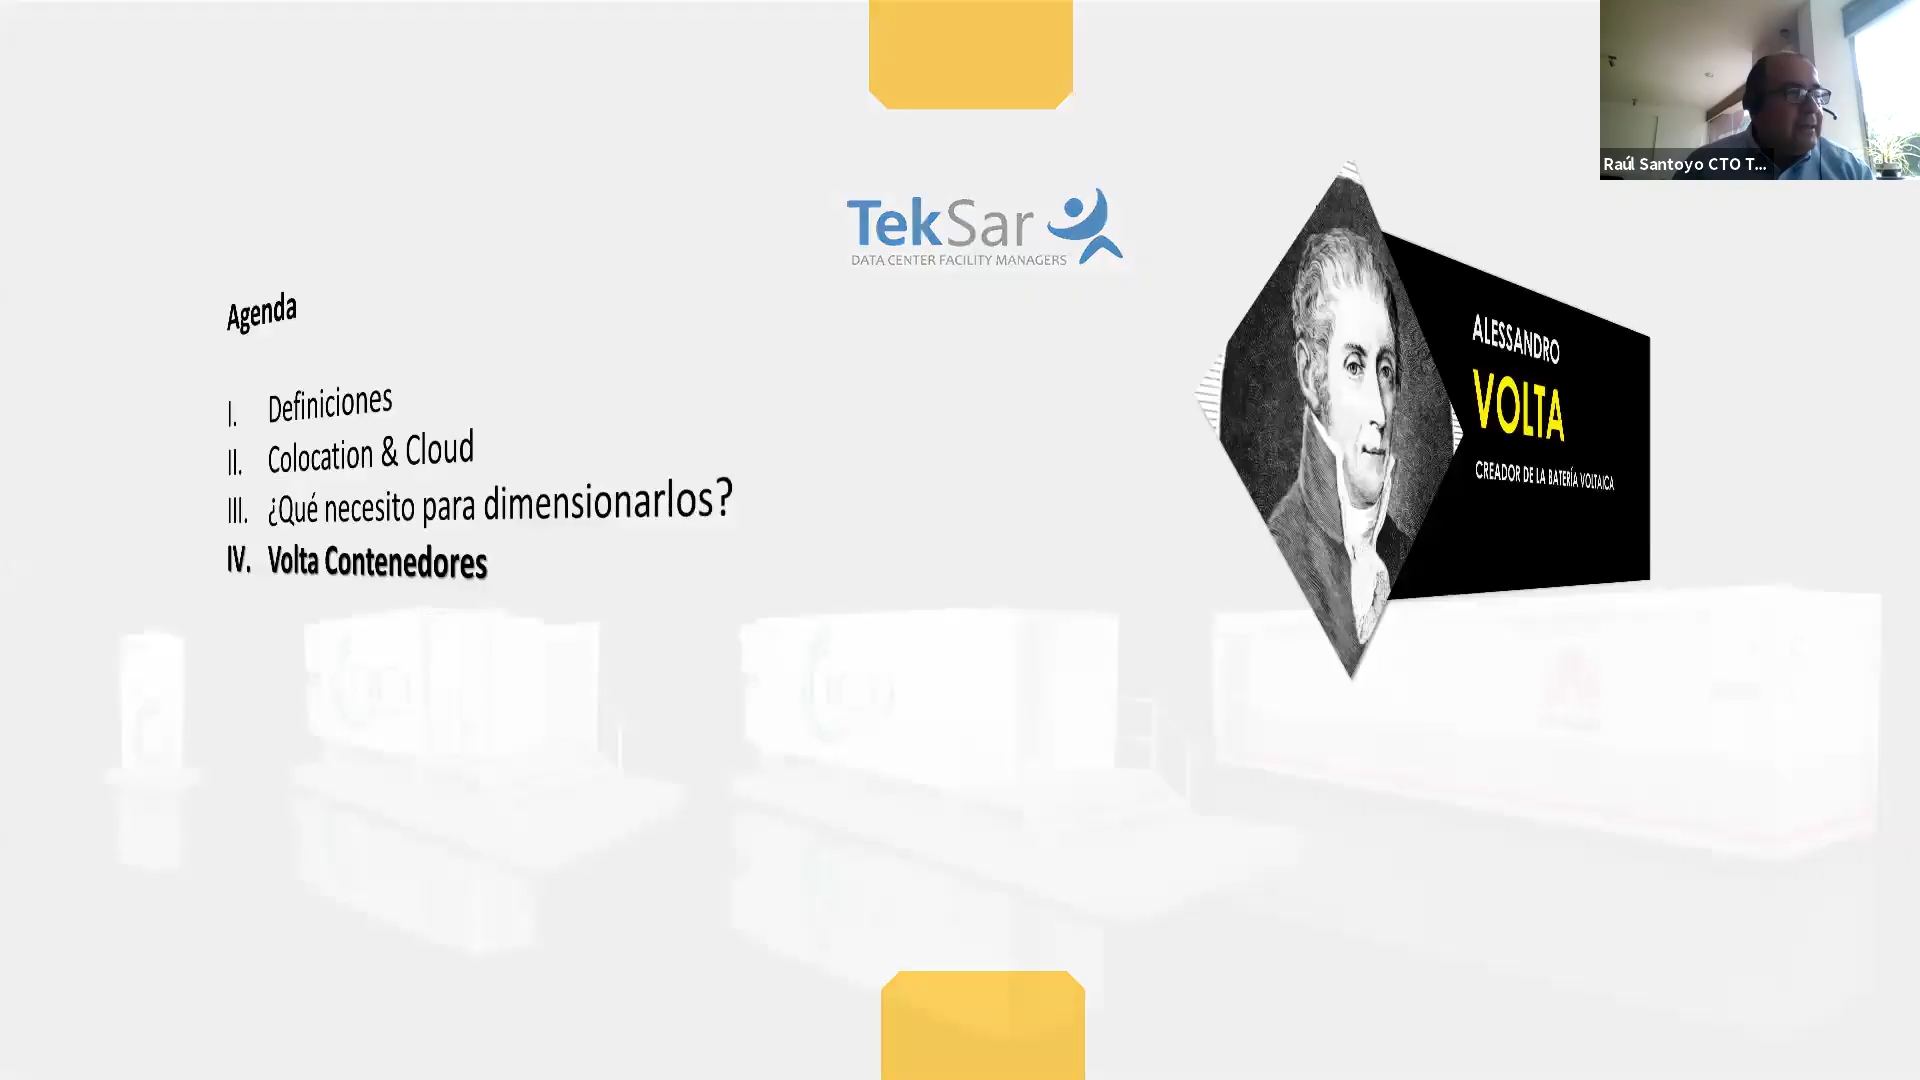 Raúl Santoyo CTO T...
TekSar
DATA CENTER FACILITY MANAGERS
Agenda
I. Definiciones
II. Colocation & Cloud
III. ¿Qué necesito para dimensionarlos?
IV. Volta Contenedores
ALESSANDRO
VOLTA
CREADOR DE LA BATERÍA VOLTAICA